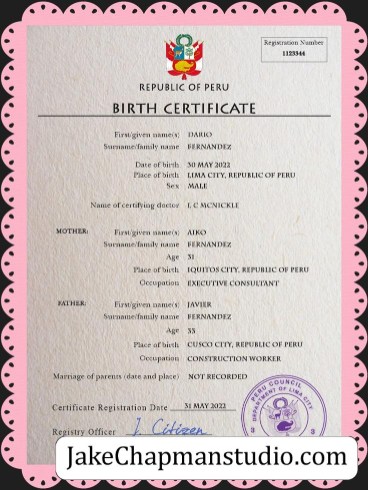 Registration Number
1123344
REPUBLIC OF PERU
BIRTH CERTIFICATE
First/given name(s) DARIO
Surname/family name FERNANDEZ
Date of birth 30 MAY 2022
Place of birth LIMA CITY, REPUBLIC OF PERU
Sex MALE
Name of certifying doctor L C MCNICKLE
MOTHER: First/given name(s) AIKO
Surname/family name FERNANDEZ
Age 31
Place of birth IQUITOS CITY, REPUBLIC OF PERU
Occupation EXECUTIVE CONSULTANT
FATHER: First/given name(s) JAVIER
Surname/family name FERNANDEZ
Age 33
Place of birth CUSCO CITY, REPUBLIC OF PERU
Occupation CONSTRUCTION WORKER
Marriage of parents (date and place) NOT RECORDED
Certificate Registration Date 31 MAY 2022
Registry Officer J. Citizen
PERU COUNCIL
DEPARTMENT OF LIMA CITY
3 3
JakeChapmanstudio.com